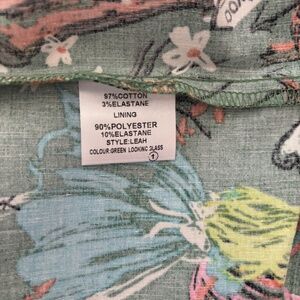 97%COTTON
3%ELASTANE
LINING
90%POLYESTER
10%ELASTANE
STYLE:LEAH
COLOUR:GREEN LOOKING GLASS
1